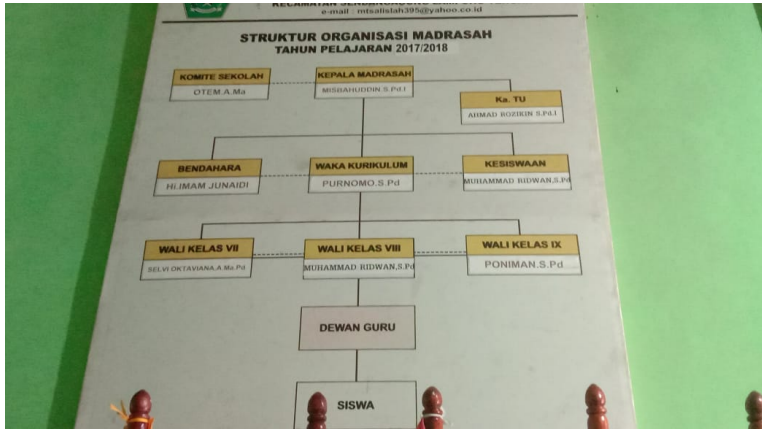 e-mail : mtsalislah395@yahoo.co.id
STRUKTUR ORGANISASI MADRASAH
TAHUN PELAJARAN 2017/2018
KOMITE SEKOLAH
OTEM.A.Ma
KEPALA MADRASAH
MISBAHUDDIN.S.Pd.I
Ka. TU
AHMAD ROZIKIN S.Pd.I
BENDAHARA
Hi.IMAM JUNAIDI
WAKA KURIKULUM
PURNOMO.S.Pd
KESISWAAN
MUHAMMAD RIDWAN,S.Pd
WALI KELAS VII
SELVI OKTAVIANA.A.Ma.Pd
WALI KELAS VIII
MUHAMMAD RIDWAN,S.Pd
WALI KELAS IX
PONIMAN.S.Pd
DEWAN GURU
SISWA